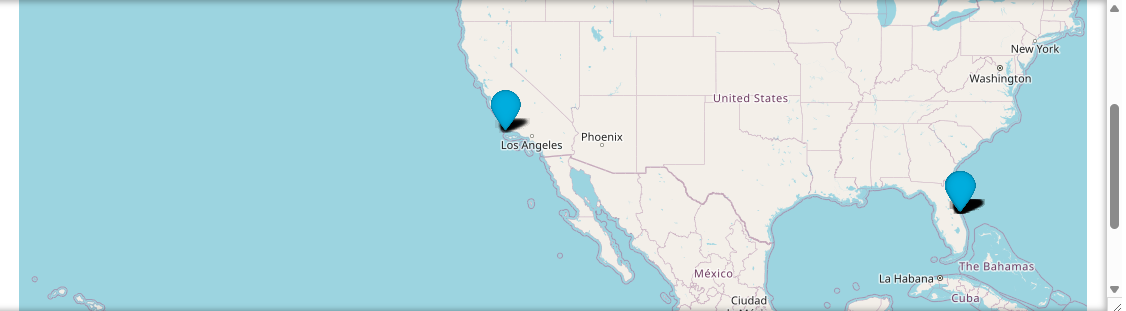 New York
Washington
United States
Phoenix
Los Angeles
México
The Bahamas
La Habana
Cuba
Ciudad